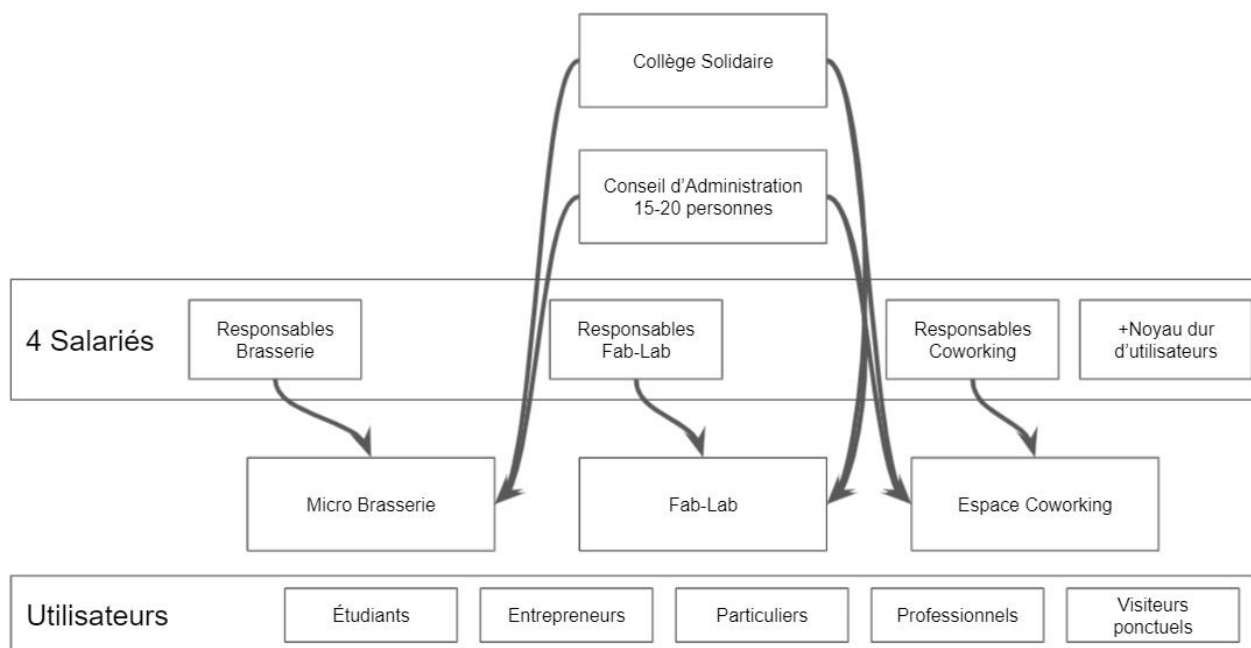 Collège Solidaire
Conseil d’Administration
15-20 personnes
4 Salariés
Responsables
Brasserie
Responsables
Fab-Lab
Responsables
Coworking
+Noyau dur
d’utilisateurs
Micro Brasserie
Fab-Lab
Espace Coworking
Utilisateurs
Étudiants
Entrepreneurs
Particuliers
Professionnels
Visiteurs
ponctuels